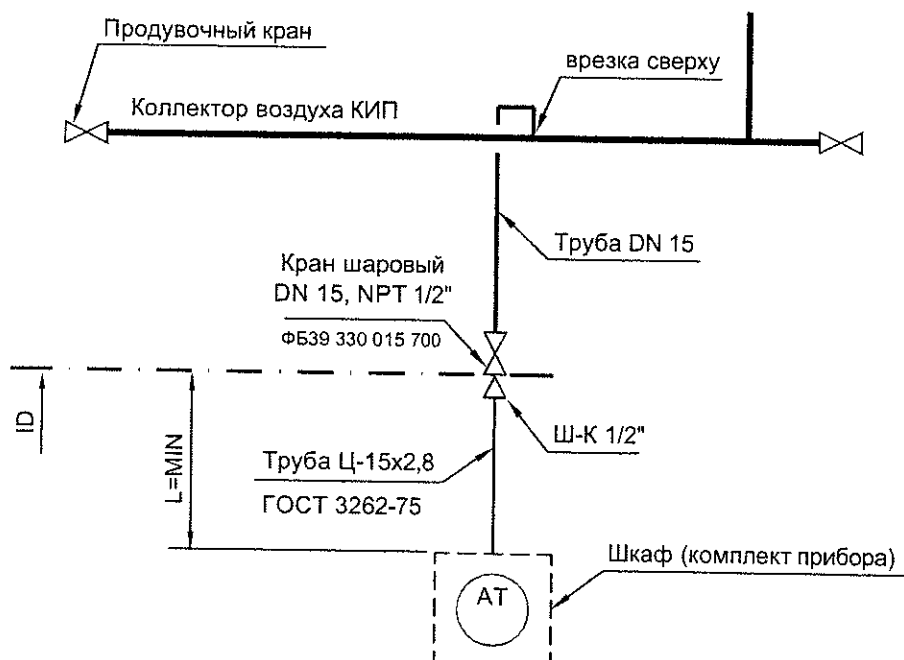 Продувочный кран
врезка сверху
Коллектор воздуха КИП
Труба DN 15
Кран шаровый
DN 15, NPT 1/2"
ФБ39 330 015 700
ID
L=MIN
Ш-К 1/2"
Труба Ц-15х2,8
ГОСТ 3262-75
Шкаф (комплект прибора)
АТ